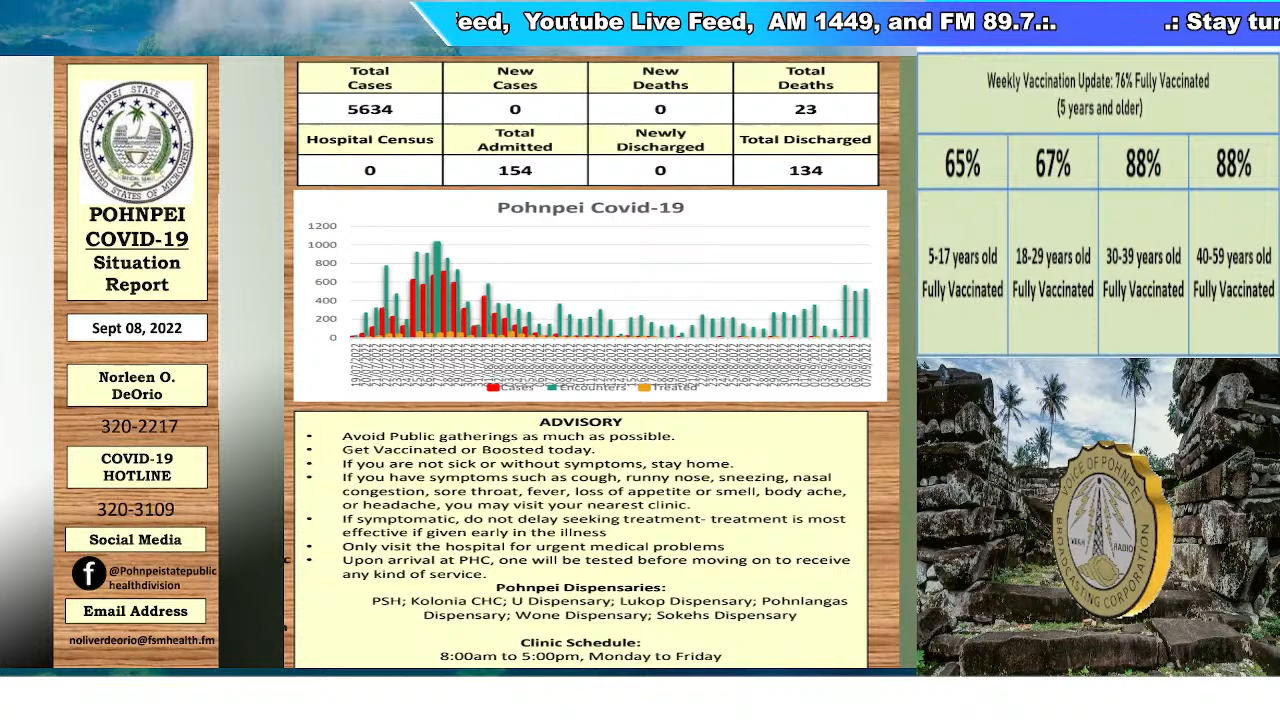 eed, Youtube Live Feed, AM 1449, and FM 89.7.:.
.: Stay tu
POHNPEI STATE SEAL
FEDERATED STATES OF MICRONESIA
POHNPEI
COVID-19
Situation
Report
Sept 08, 2022
Norleen O.
DeOrio
320-2217
COVID-19
HOTLINE
320-3109
Social Media
f
@Pohnpeistatepublic
healthdivision
Email Address
noliverdeorio@fsmhealth.fm
Total Cases New Cases New Deaths Total Deaths
5634 0 0 23
Hospital Census Total Admitted Newly Discharged Total Discharged
0 154 0 134
Pohnpei Covid-19
1200
1000
800
600
400
200
0
Cases Encounters Treated
ADVISORY
• Avoid Public gatherings as much as possible.
• Get Vaccinated or Boosted today.
• If you are not sick or without symptoms, stay home.
• If you have symptoms such as cough, runny nose, sneezing, nasal
congestion, sore throat, fever, loss of appetite or smell, body ache,
or headache, you may visit your nearest clinic.
• If symptomatic, do not delay seeking treatment- treatment is most
effective if given early in the illness
• Only visit the hospital for urgent medical problems
• Upon arrival at PHC, one will be tested before moving on to receive
any kind of service.
Pohnpei Dispensaries:
PSH; Kolonia CHC; U Dispensary; Lukop Dispensary; Pohnlangas
Dispensary; Wone Dispensary; Sokehs Dispensary
Clinic Schedule:
8:00am to 5:00pm, Monday to Friday
Weekly Vaccination Update: 76% Fully Vaccinated
(5 years and older)
65% 67% 88% 88%
5-17 years old 18-29 years old 30-39 years old 40-59 years old
Fully Vaccinated Fully Vaccinated Fully Vaccinated Fully Vaccinated
VOICE OF POHNPEI
V6AH RADIO
BROADCASTING CORPORATION